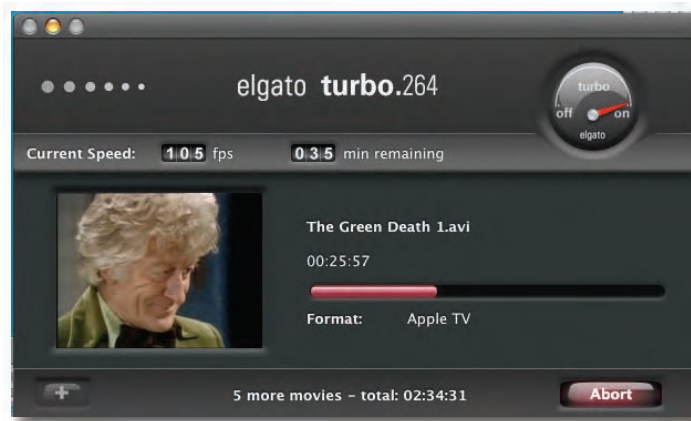 elgato turbo.264
turbo
off on
elgato
Current Speed: 105 fps 035 min remaining
The Green Death 1.avi
00:25:57
Format: Apple TV
+
5 more movies – total: 02:34:31
Abort